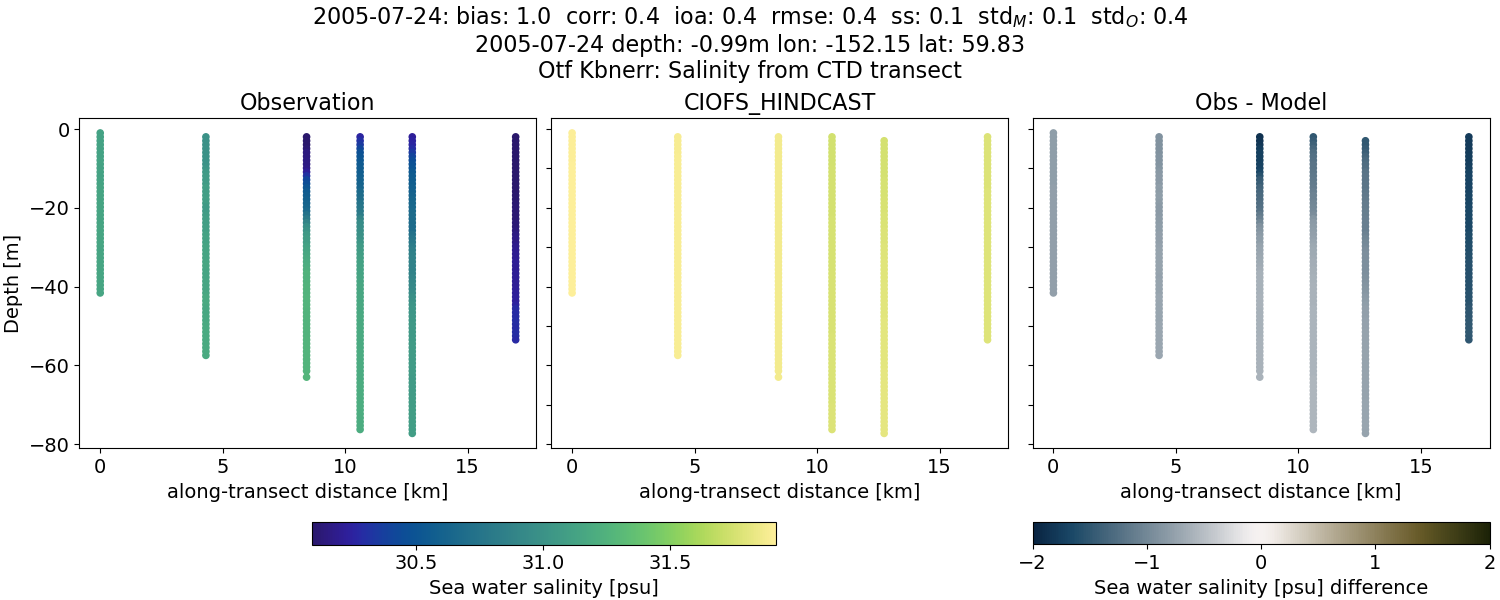 2005-07-24: bias: 1.0 corr: 0.4 ioa: 0.4 rmse: 0.4 ss: 0.1 std_M: 0.1 std_O: 0.4
2005-07-24 depth: -0.99m lon: -152.15 lat: 59.83
Otf Kbnerr: Salinity from CTD transect
Observation
CIOFS_HINDCAST
Obs - Model
Depth [m]
0
−20
−40
−60
−80
0 5 10 15
0 5 10 15
0 5 10 15
along-transect distance [km]
along-transect distance [km]
along-transect distance [km]
30.5 31.0 31.5
Sea water salinity [psu]
−2 −1 0 1 2
Sea water salinity [psu] difference